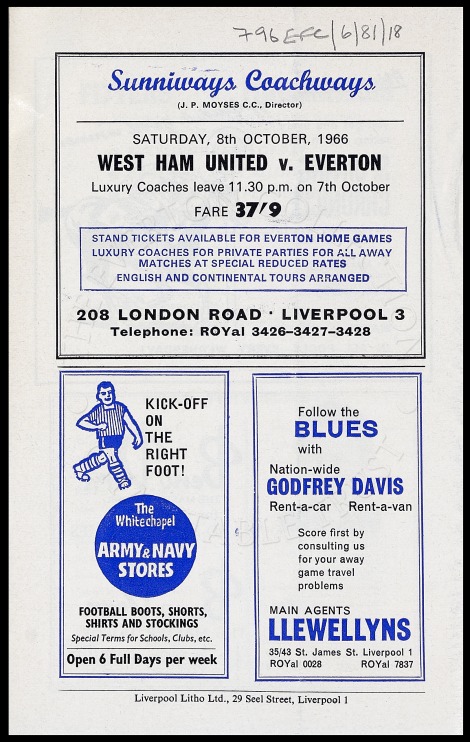 796EFC/6/81/18
Sunniways Coachways
(J. P. MOYSES C.C., Director)
SATURDAY, 8th OCTOBER, 1966
WEST HAM UNITED v. EVERTON
Luxury Coaches leave 11.30 p.m. on 7th October
FARE 37/9
STAND TICKETS AVAILABLE FOR EVERTON HOME GAMES
LUXURY COACHES FOR PRIVATE PARTIES FOR ALL AWAY
MATCHES AT SPECIAL REDUCED RATES
ENGLISH AND CONTINENTAL TOURS ARRANGED
208 LONDON ROAD · LIVERPOOL 3
Telephone: ROYal 3426–3427–3428
KICK-OFF
ON
THE
RIGHT
FOOT!
The
Whitechapel
ARMY & NAVY
STORES
FOOTBALL BOOTS, SHORTS,
SHIRTS AND STOCKINGS
Special Terms for Schools, Clubs, etc.
Open 6 Full Days per week
Follow the
BLUES
with
Nation-wide
GODFREY DAVIS
Rent-a-car Rent-a-van
Score first by
consulting us
for your away
game travel
problems
MAIN AGENTS
LLEWELLYNS
35/43 St. James St. Liverpool 1
ROYal 0028 ROYal 7837
Liverpool Litho Ltd., 29 Seel Street, Liverpool 1